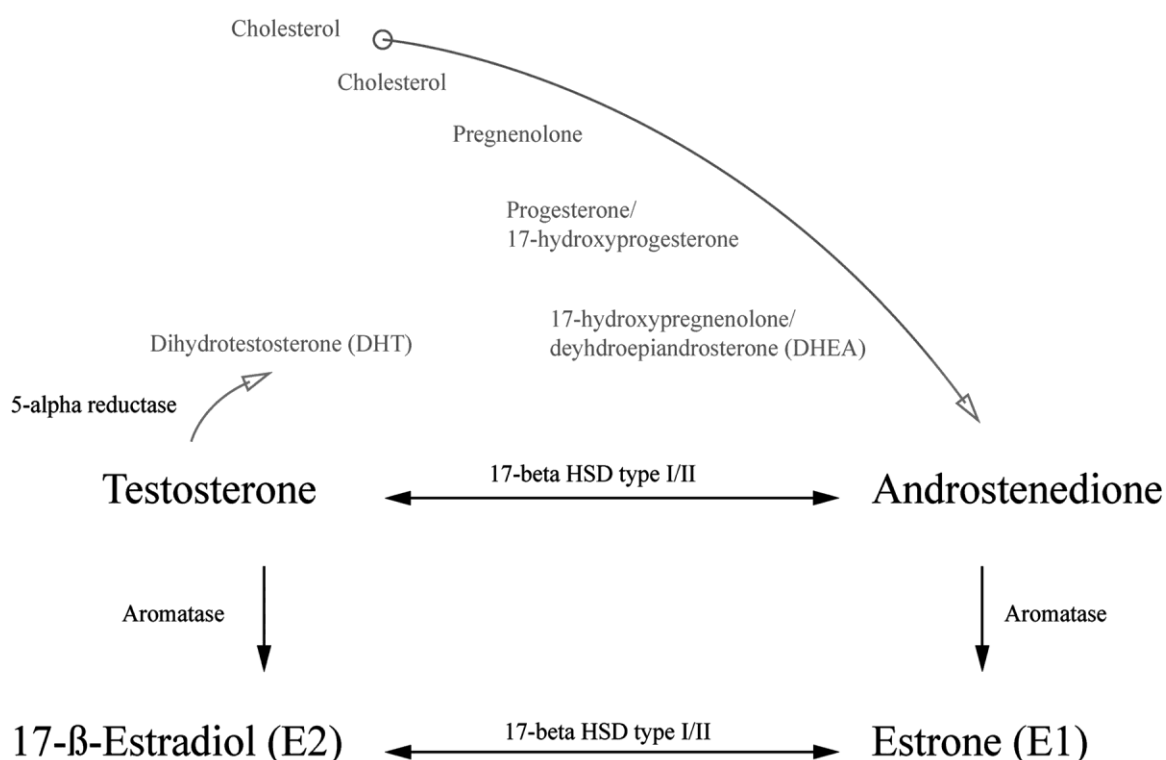 Cholesterol
Cholesterol
Pregnenolone
Progesterone/
17-hydroxyprogesterone
17-hydroxypregnenolone/
deyhdroepiandrosterone (DHEA)
Dihydrotestosterone (DHT)
5-alpha reductase
Testosterone
17-beta HSD type I/II
Androstenedione
Aromatase
Aromatase
17-ß-Estradiol (E2)
17-beta HSD type I/II
Estrone (E1)